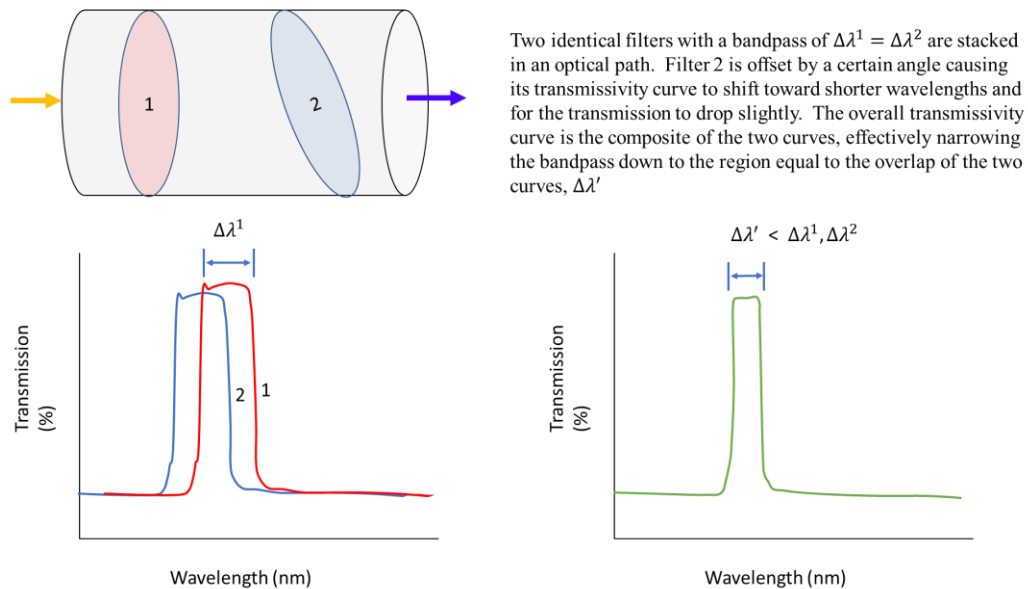 1
2
Two identical filters with a bandpass of Δλ¹ = Δλ² are stacked
in an optical path. Filter 2 is offset by a certain angle causing
its transmissivity curve to shift toward shorter wavelengths and
for the transmission to drop slightly. The overall transmissivity
curve is the composite of the two curves, effectively narrowing
the bandpass down to the region equal to the overlap of the two
curves, Δλ′
Δλ¹
2
1
Transmission
(%)
Wavelength (nm)
Δλ′ < Δλ¹, Δλ²
Transmission
(%)
Wavelength (nm)